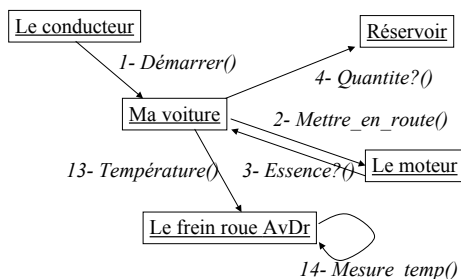 Le conducteur
Réservoir
1- Démarrer()
4- Quantite?()
Ma voiture
2- Mettre_en_route()
13- Température()
3- Essence?()
Le moteur
Le frein roue AvDr
14- Mesure_temp()